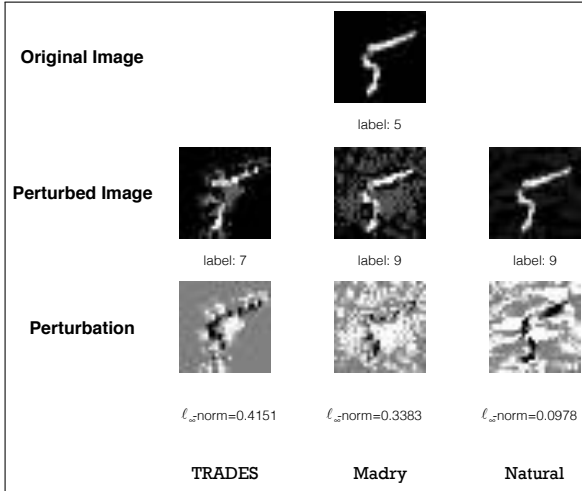 Original Image
label: 5
Perturbed Image
label: 7 label: 9 label: 9
Perturbation
ℓ∞-norm=0.4151 ℓ∞-norm=0.3383 ℓ∞-norm=0.0978
TRADES Madry Natural